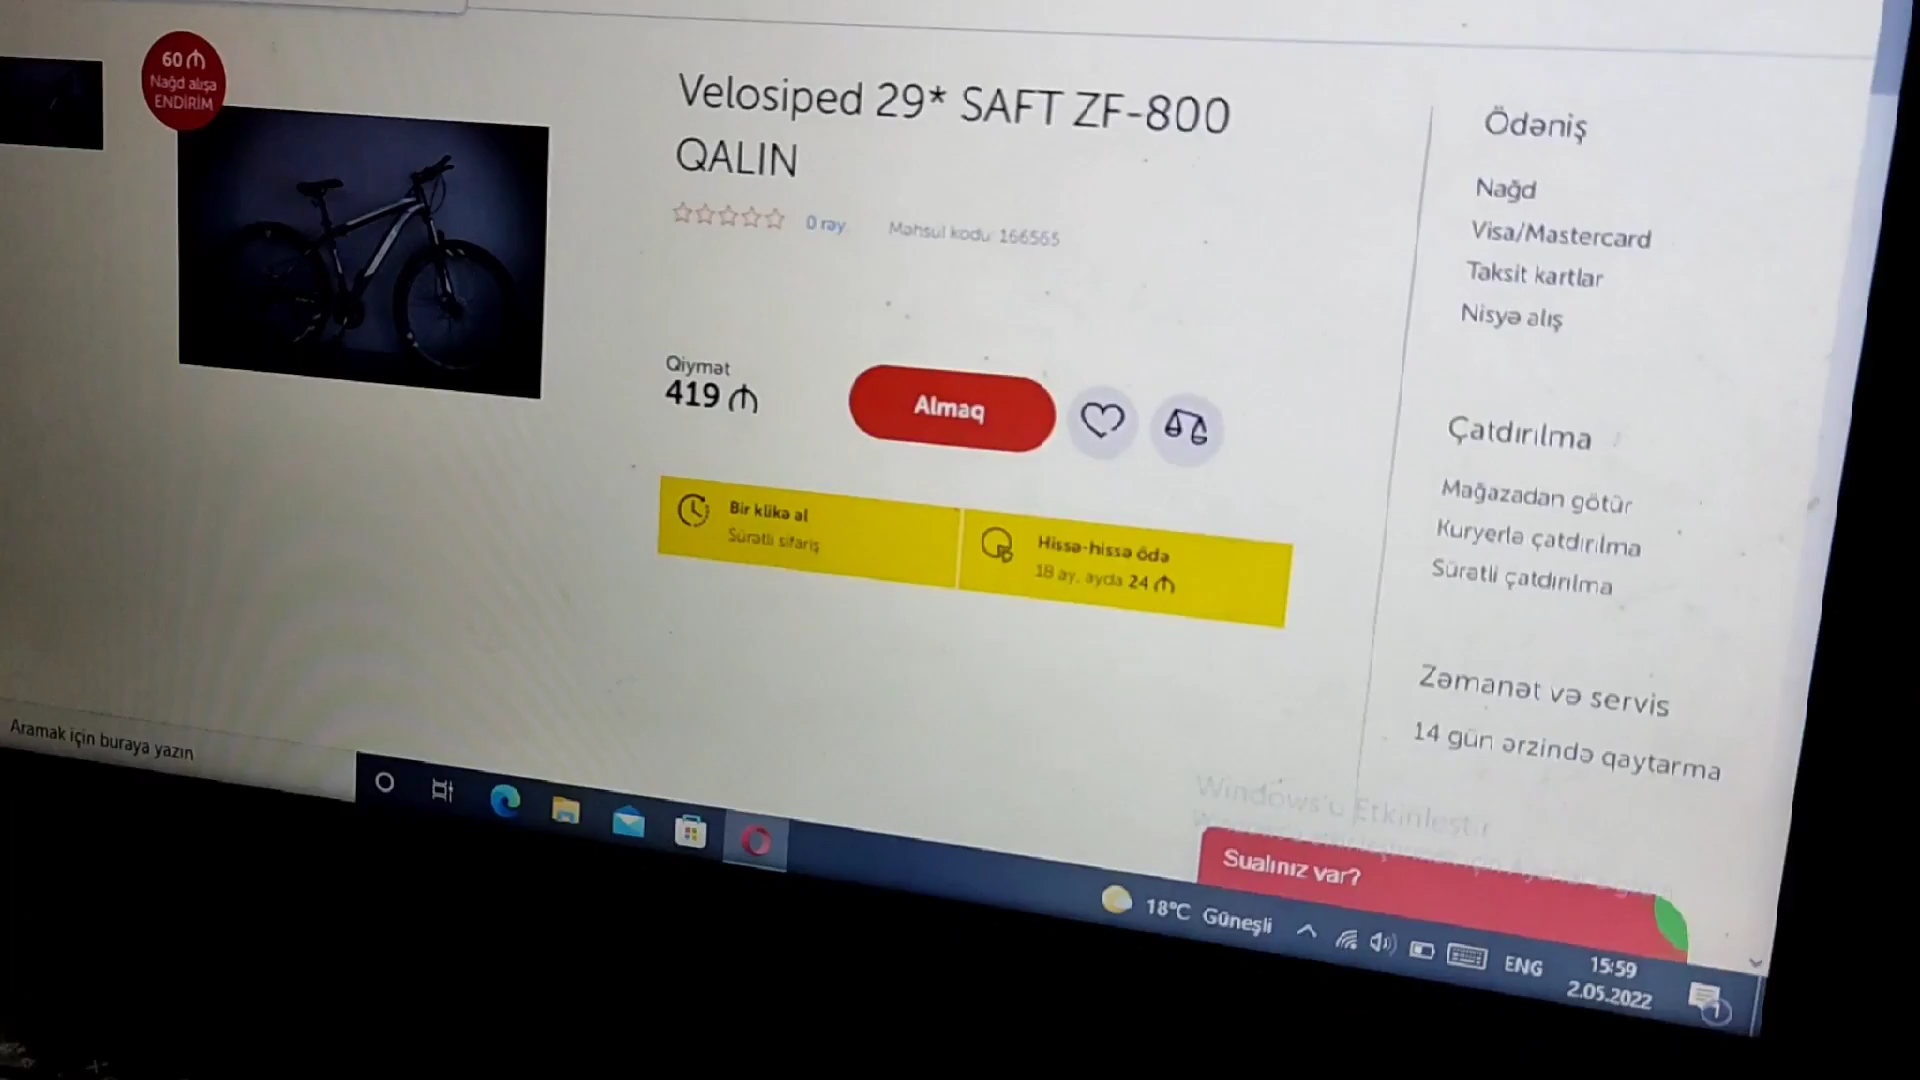 60 ₼
Nağd alışa
ENDİRİM
Velosiped 29* SAFT ZF-800
QALIN
0 rəy
Məhsul kodu: 166565
Qiymət
419 ₼
Almaq
Bir klikə al
Sürətli sifariş
Hissə-hissə ödə
18 ay, ayda 24 ₼
Ödəniş
Nağd
Visa/Mastercard
Taksit kartlar
Nisyə alış
Çatdırılma
Mağazadan götür
Kuryerlə çatdırılma
Sürətli çatdırılma
Zəmanət və servis
14 gün ərzində qaytarma
Windows'u Etkinleştir
Sualınız var?
Aramak için buraya yazın
18°C Güneşli
ENG
15:59
2.05.2022
1